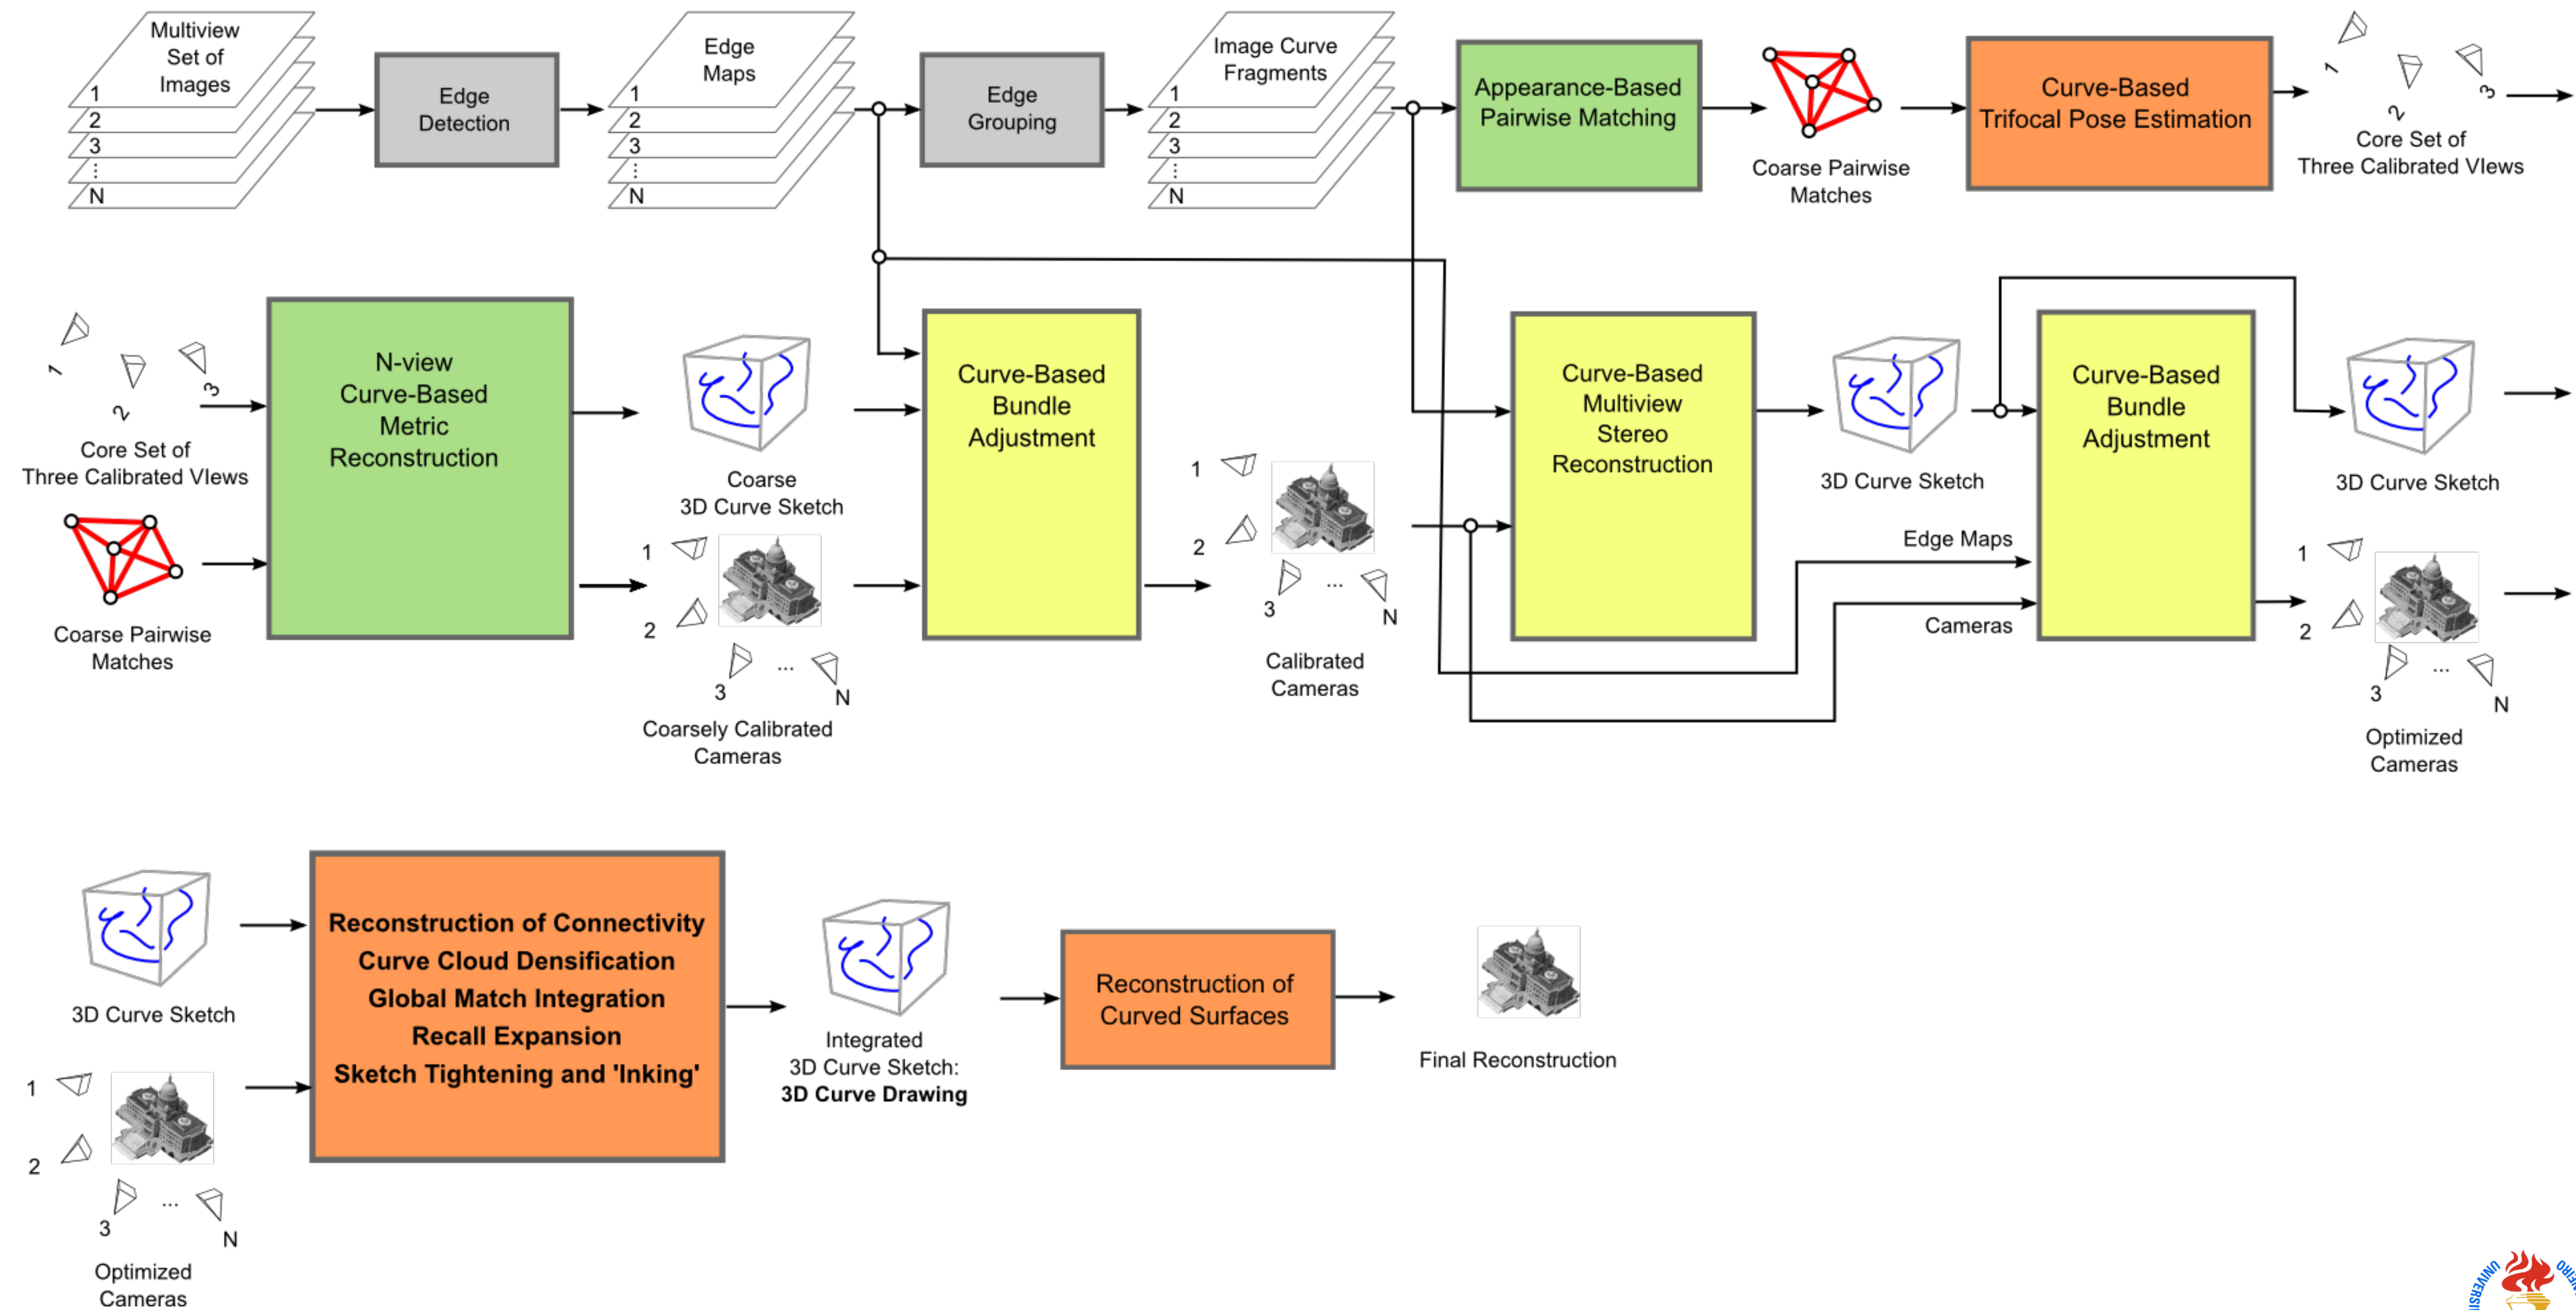 Multiview
Set of
Images
1
2
3
⋮
N
Edge
Detection
Edge
Maps
1
2
3
⋮
N
Edge
Grouping
Image Curve
Fragments
1
2
3
⋮
N
Appearance-Based
Pairwise Matching
Coarse Pairwise
Matches
Curve-Based
Trifocal Pose Estimation
1
2
3
Core Set of
Three Calibrated VIews
1
2
3
Core Set of
Three Calibrated VIews
Coarse Pairwise
Matches
N-view
Curve-Based
Metric
Reconstruction
Coarse
3D Curve Sketch
1
2
3
...
N
Coarsely Calibrated
Cameras
Curve-Based
Bundle
Adjustment
1
2
3
...
N
Calibrated
Cameras
Curve-Based
Multiview
Stereo
Reconstruction
3D Curve Sketch
Edge Maps
Cameras
Curve-Based
Bundle
Adjustment
3D Curve Sketch
1
2
3
...
N
Optimized
Cameras
3D Curve Sketch
1
2
3
...
N
Optimized
Cameras
Reconstruction of Connectivity
Curve Cloud Densification
Global Match Integration
Recall Expansion
Sketch Tightening and 'Inking'
Integrated
3D Curve Sketch:
3D Curve Drawing
Reconstruction of
Curved Surfaces
Final Reconstruction